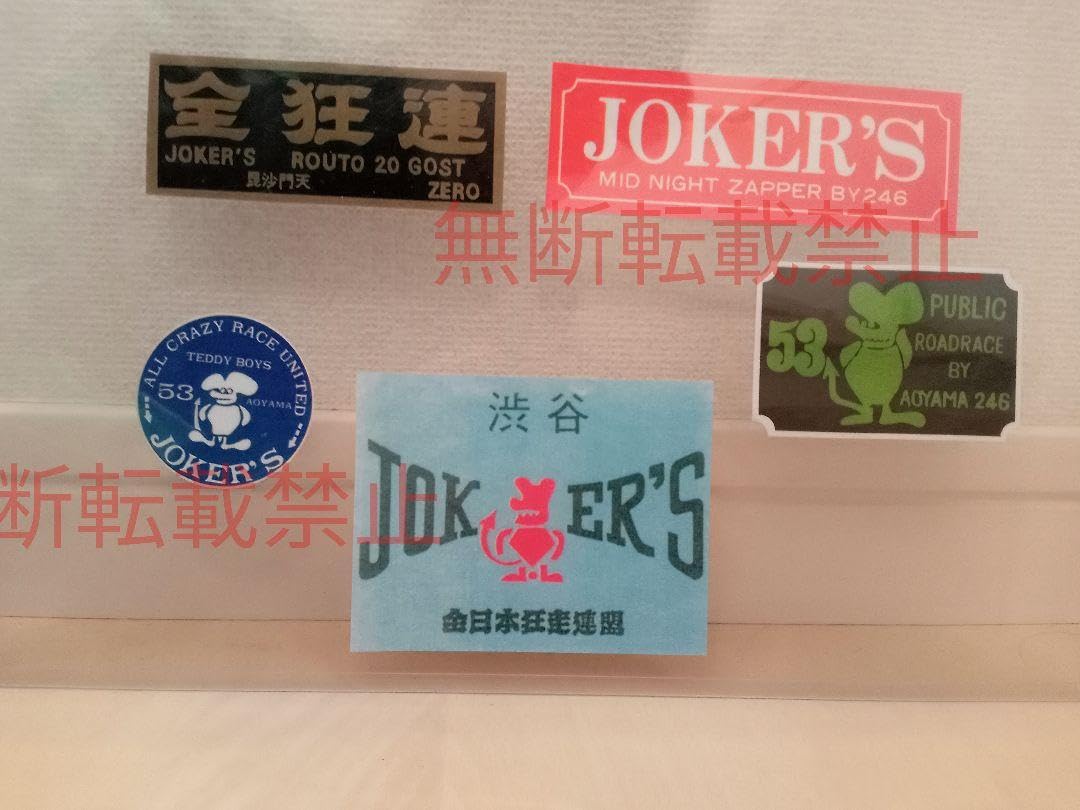 全狂連
JOKER'S ROUTO 20 GOST
毘沙門天 ZERO
JOKER'S
MID NIGHT ZAPPER BY 246
無断転載禁止
ALL CRAZY RACE UNITED
TEDDY BOYS
53
AOYAMA
JOKER'S
53
PUBLIC
ROADRACE
BY
AOYAMA 246
渋谷
JOKER'S
全日本狂走連盟
断転載禁止